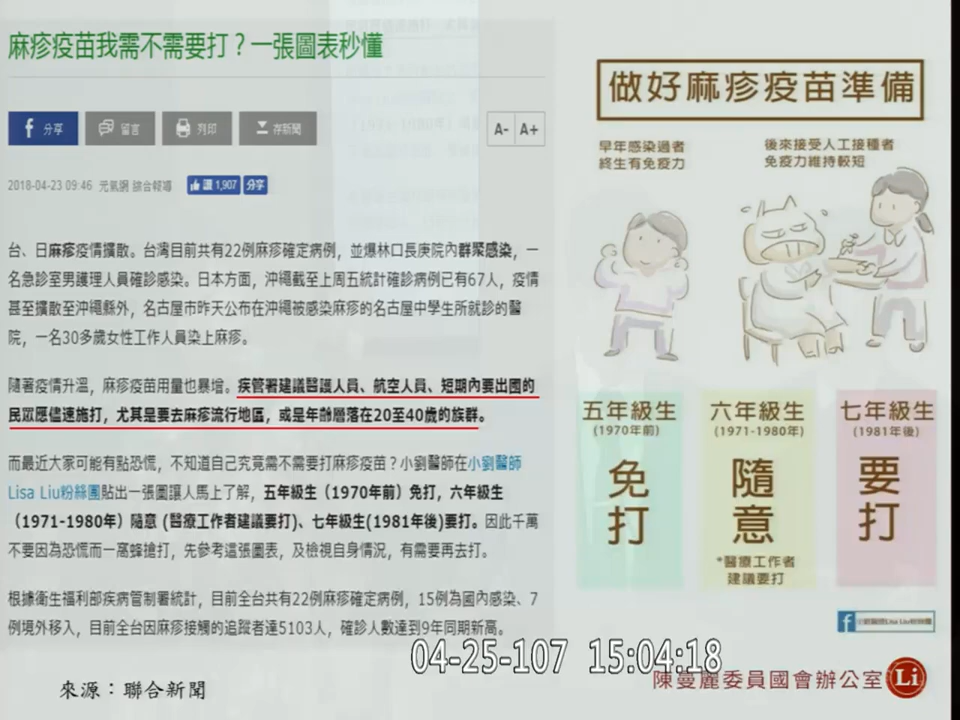 麻疹疫苗我需不需要打？一張圖表秒懂
分享
留言
列印
存新聞
A- A+
2018-04-23 09:46 元氣網 綜合報導
讚 1,907 分享
台、日麻疹疫情擴散。台灣目前共有22例麻疹確定病例，並爆林口長庚院內群聚感染，一
名急診室男護理人員確診感染。日本方面，沖繩截至上周五統計確診病例已有67人，疫情
甚至擴散至沖繩縣外，名古屋市昨天公布在沖繩被感染麻疹的名古屋中學生所就診的醫
院，一名30多歲女性工作人員染上麻疹。
隨著疫情升溫，麻疹疫苗用量也暴增。疾管署建議醫護人員、航空人員、短期內要出國的
民眾應儘速施打，尤其是要去麻疹流行地區，或是年齡層落在20至40歲的族群。
而最近大家可能有點恐慌，不知道自己究竟需不需要打麻疹疫苗？小劉醫師在小劉醫師
Lisa Liu粉絲團貼出一張圖讓人馬上了解，五年級生（1970年前）免打，六年級生
（1971-1980年）隨意 (醫療工作者建議要打)、七年級生(1981年後)要打。因此千萬
不要因為恐慌而一窩蜂搶打，先參考這張圖表，及檢視自身情況，有需要再去打。
根據衛生福利部疾病管制署統計，目前全台共有22例麻疹確定病例，15例為國內感染、7
例境外移入，目前全台因麻疹接觸的追蹤者達5103人，確診人數達到9年同期新高。
來源：聯合新聞
做好麻疹疫苗準備
早年感染過者
終生有免疫力
後來接受人工接種者
免疫力維持較短
五年級生
(1970年前)
免
打
六年級生
(1971-1980年)
隨
意
*醫療工作者
建議要打
七年級生
(1981年後)
要
打
小劉醫師Lisa Liu粉絲團
04-25-107 15:04:18
陳曼麗委員國會辦公室 Li